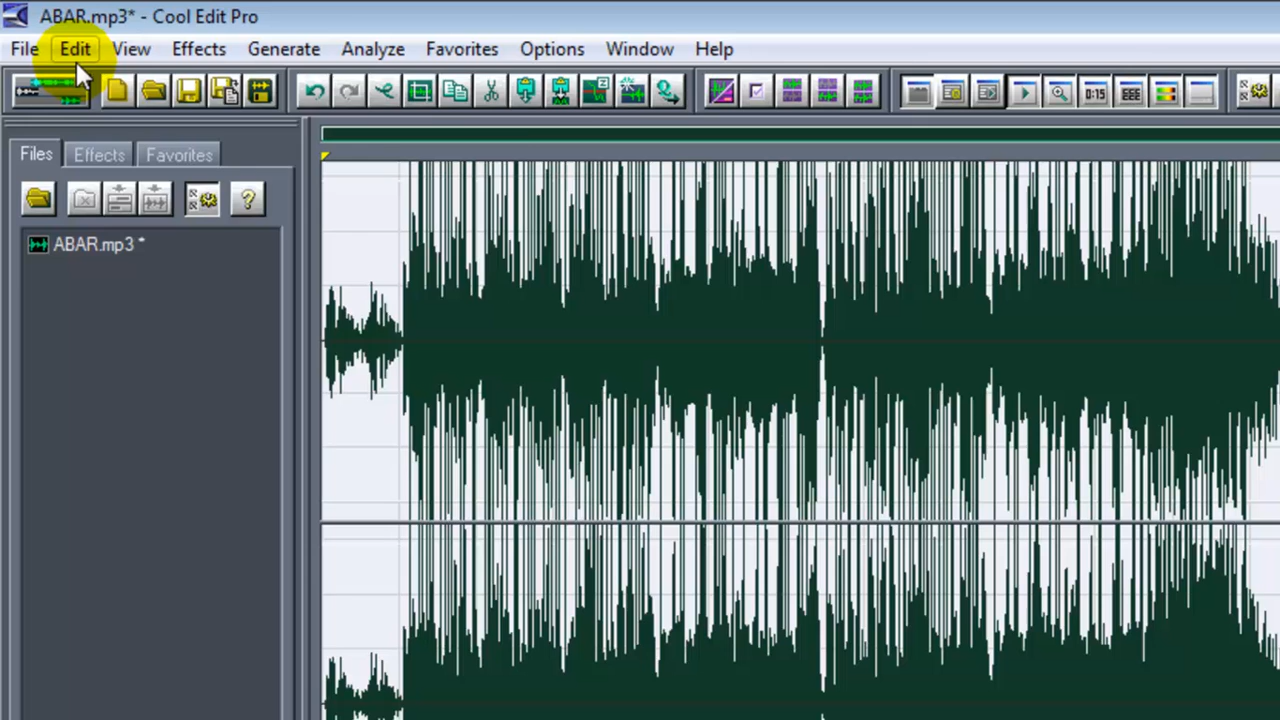 ABAR.mp3* - Cool Edit Pro
File Edit View Effects Generate Analyze Favorites Options Window Help
0:15
Files Effects Favorites
?
ABAR.mp3 *